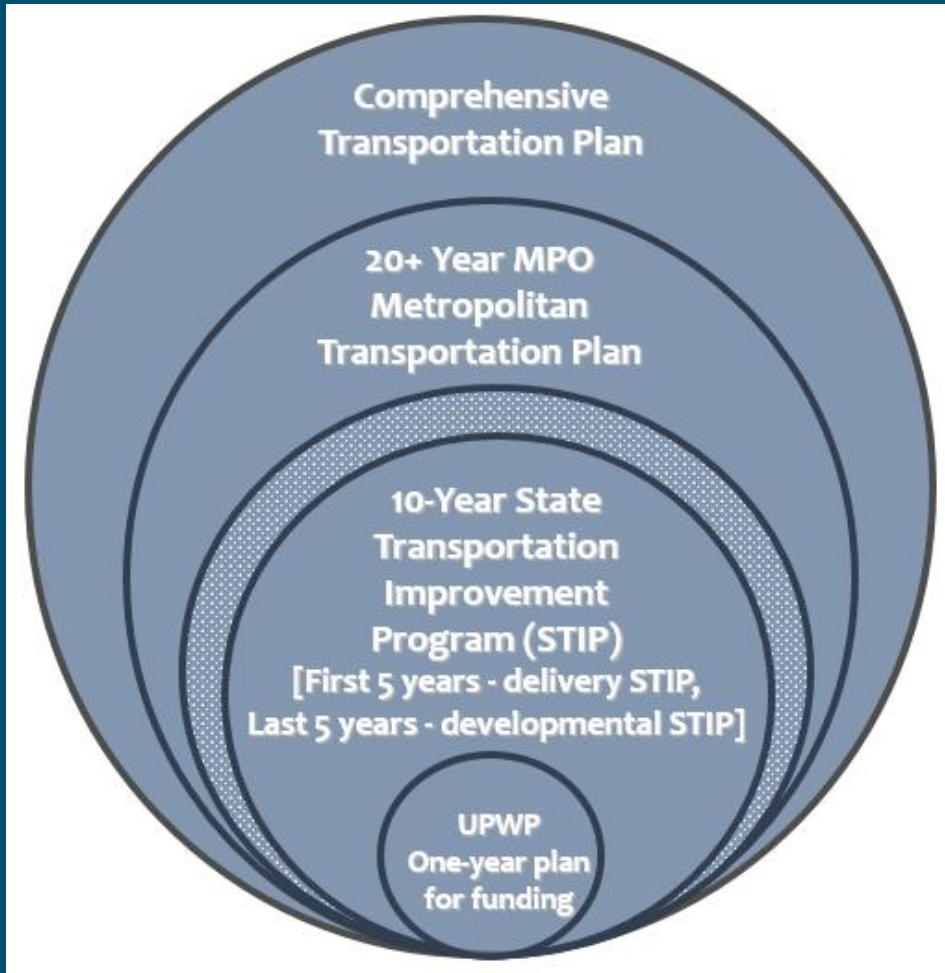 Comprehensive
Transportation Plan
20+ Year MPO
Metropolitan
Transportation Plan
10-Year State
Transportation
Improvement
Program (STIP)
[First 5 years - delivery STIP,
Last 5 years - developmental STIP]
UPWP
One-year plan
for funding